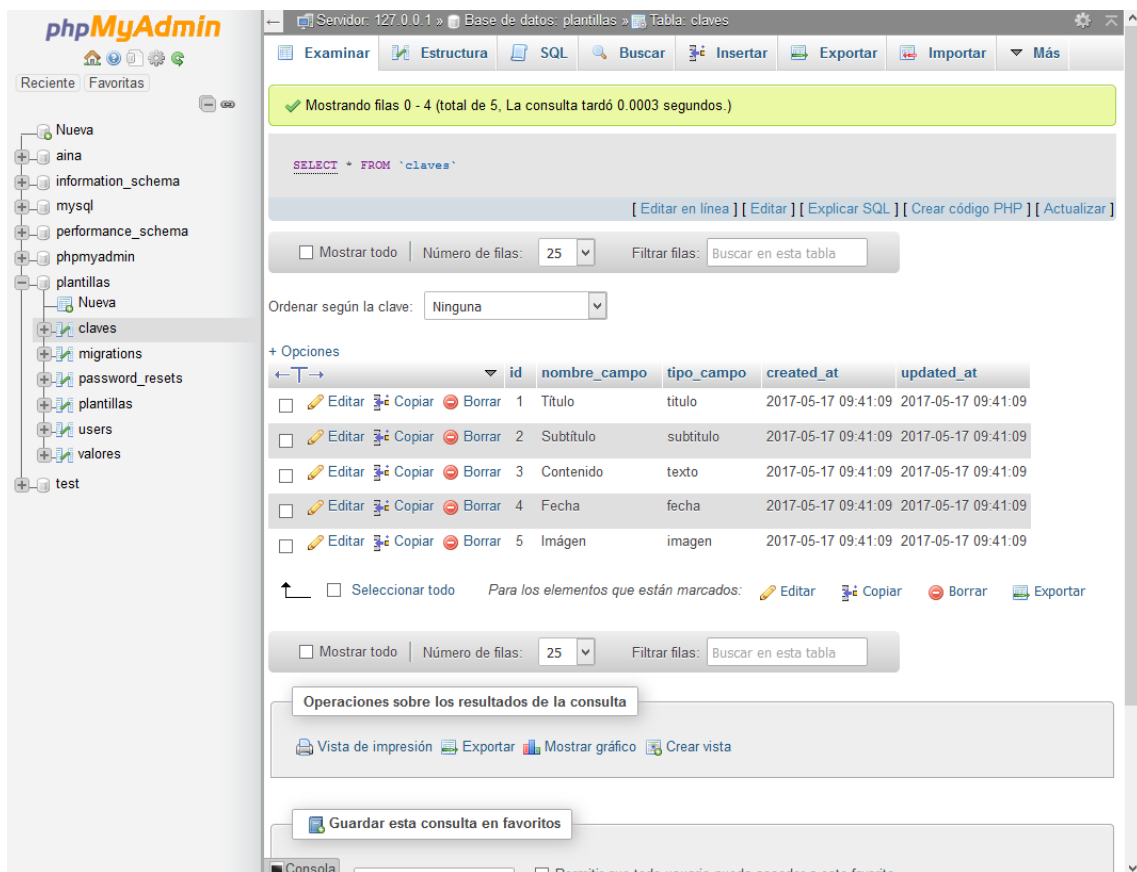 phpMyAdmin
Reciente Favoritas
Nueva
aina
information_schema
mysql
performance_schema
phpmyadmin
plantillas
Nueva
claves
migrations
password_resets
plantillas
users
valores
test
Servidor: 127.0.0.1 » Base de datos: plantillas » Tabla: claves
Examinar Estructura SQL Buscar Insertar Exportar Importar Más
Mostrando filas 0 - 4 (total de 5, La consulta tardó 0.0003 segundos.)
SELECT * FROM `claves`
[ Editar en línea ] [ Editar ] [ Explicar SQL ] [ Crear código PHP ] [ Actualizar ]
Mostrar todo | Número de filas: 25 Filtrar filas: Buscar en esta tabla
Ordenar según la clave: Ninguna
+ Opciones
←T→ id nombre_campo tipo_campo created_at updated_at
Editar Copiar Borrar 1 Título titulo 2017-05-17 09:41:09 2017-05-17 09:41:09
Editar Copiar Borrar 2 Subtítulo subtitulo 2017-05-17 09:41:09 2017-05-17 09:41:09
Editar Copiar Borrar 3 Contenido texto 2017-05-17 09:41:09 2017-05-17 09:41:09
Editar Copiar Borrar 4 Fecha fecha 2017-05-17 09:41:09 2017-05-17 09:41:09
Editar Copiar Borrar 5 Imágen imagen 2017-05-17 09:41:09 2017-05-17 09:41:09
Seleccionar todo Para los elementos que están marcados: Editar Copiar Borrar Exportar
Mostrar todo | Número de filas: 25 Filtrar filas: Buscar en esta tabla
Operaciones sobre los resultados de la consulta
Vista de impresión Exportar Mostrar gráfico Crear vista
Guardar esta consulta en favoritos
Consola
Permitir que todo usuario pueda acceder a este favorito